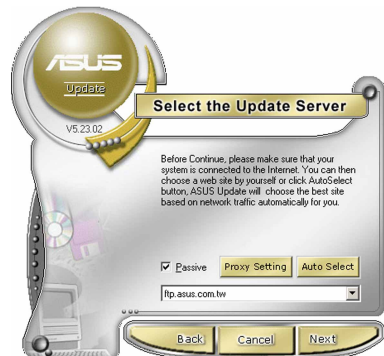 ASUS
Update
V5.23.02
Select the Update Server
Before Continue, please make sure that your
system is connected to the Internet. You can then
choose a web site by yourself or click AutoSelect
button, ASUS Update will choose the best site
based on network traffic automatically for you.
Passive
Proxy Setting
Auto Select
ftp.asus.com.tw
Back
Cancel
Next